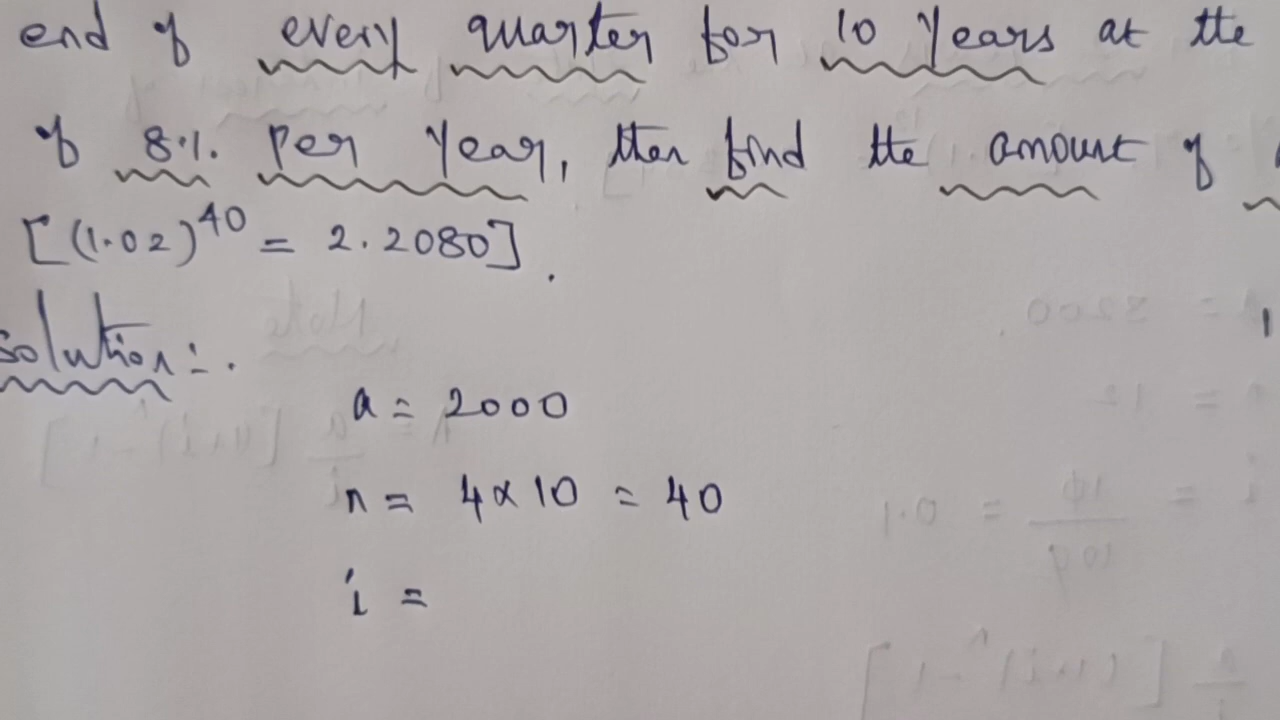 end of every quarter for 10 years at the
of 8%. Per year, then find the amount of
[(1.02)^40 = 2.2080].
Solution:-.
a = 2000
n = 4 x 10 = 40
i =